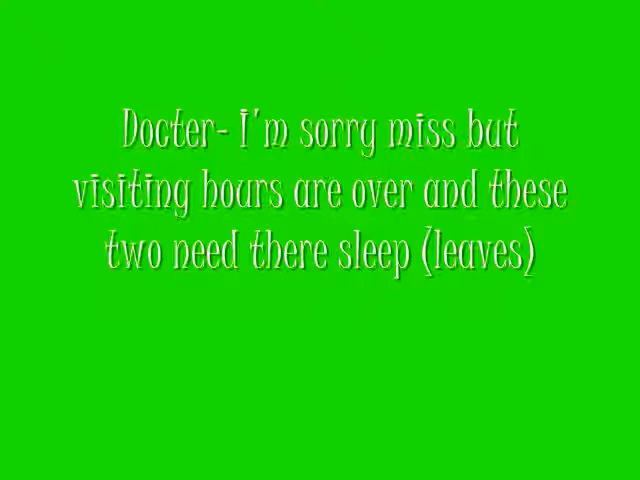 Docter- I'm sorry miss but
visiting hours are over and these
two need there sleep (leaves)